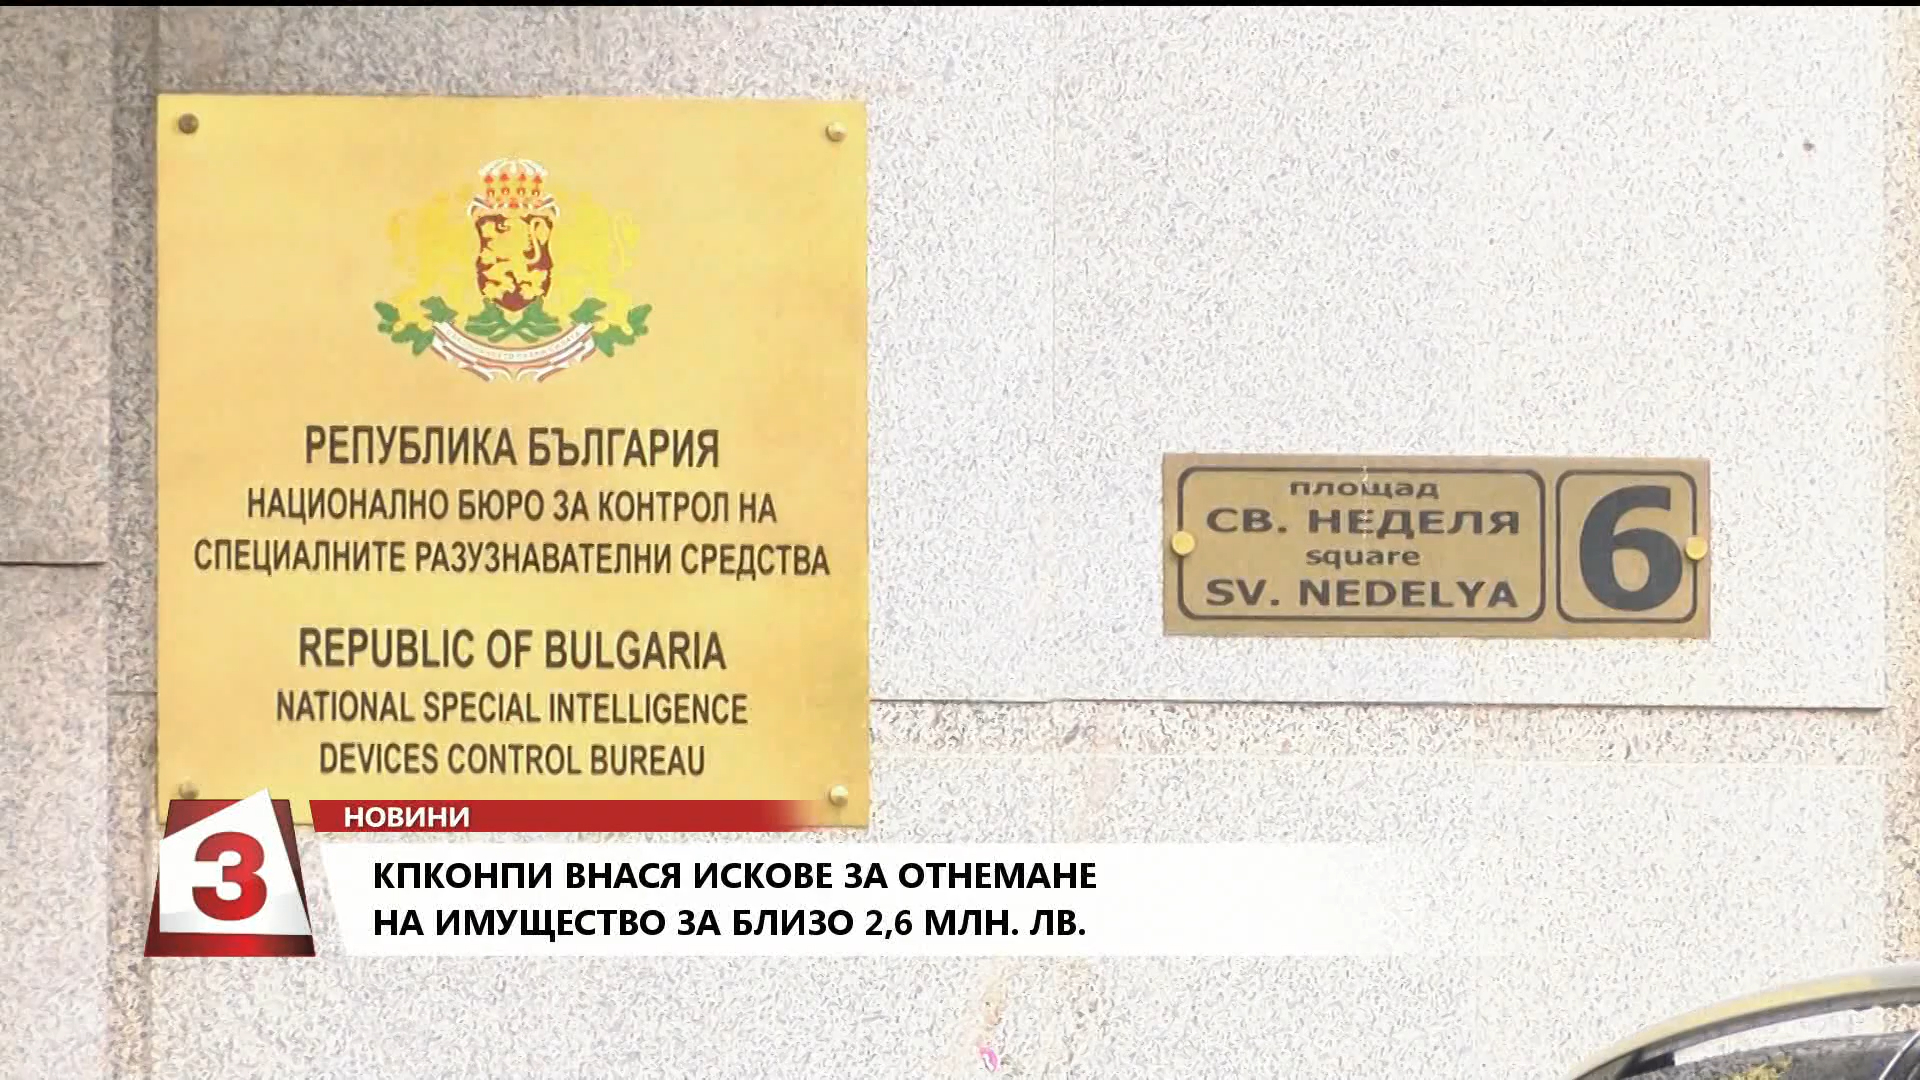 РЕПУБЛИКА БЪЛГАРИЯ
НАЦИОНАЛНО БЮРО ЗА КОНТРОЛ НА
СПЕЦИАЛНИТЕ РАЗУЗНАВАТЕЛНИ СРЕДСТВА
REPUBLIC OF BULGARIA
NATIONAL SPECIAL INTELLIGENCE
DEVICES CONTROL BUREAU
площад
СВ. НЕДЕЛЯ
square
SV. NEDELYA
6
3
НОВИНИ
КПКОНПИ ВНАСЯ ИСКОВЕ ЗА ОТНЕМАНЕ
НА ИМУЩЕСТВО ЗА БЛИЗО 2,6 МЛН. ЛВ.